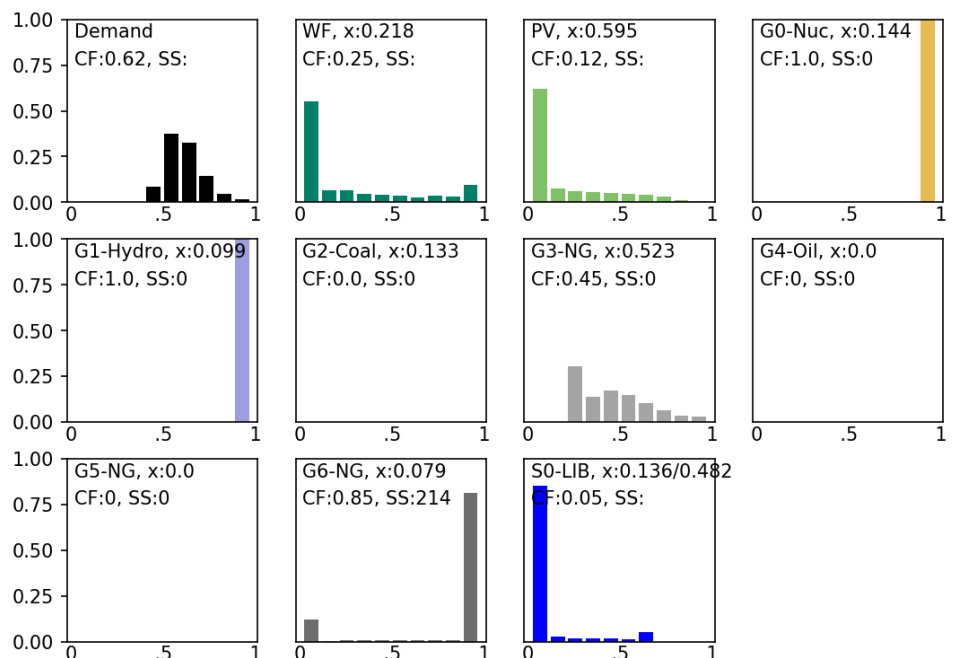 1.00
0.75
0.50
0.25
0.00
Demand
CF:0.62, SS:
0 .5 1
WF, x:0.218
CF:0.25, SS:
0 .5 1
PV, x:0.595
CF:0.12, SS:
0 .5 1
G0-Nuc, x:0.144
CF:1.0, SS:0
0 .5 1
1.00
0.75
0.50
0.25
0.00
G1-Hydro, x:0.099
CF:1.0, SS:0
0 .5 1
G2-Coal, x:0.133
CF:0.0, SS:0
0 .5 1
G3-NG, x:0.523
CF:0.45, SS:0
0 .5 1
G4-Oil, x:0.0
CF:0, SS:0
0 .5 1
1.00
0.75
0.50
0.25
0.00
G5-NG, x:0.0
CF:0, SS:0
0 .5 1
G6-NG, x:0.079
CF:0.85, SS:214
0 .5 1
S0-LIB, x:0.136/0.482
CF:0.05, SS:
0 .5 1